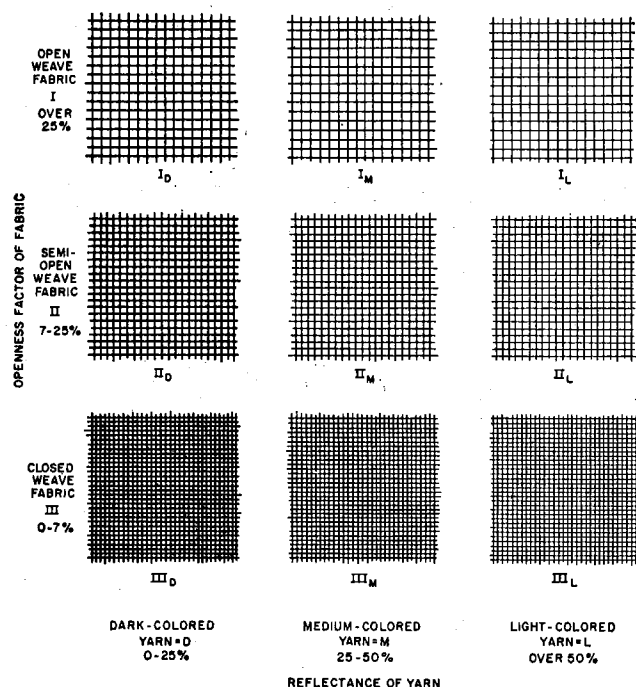 OPENNESS FACTOR OF FABRIC
OPEN
WEAVE
FABRIC
I
OVER
25%
I_D
I_M
I_L
SEMI-
OPEN
WEAVE
FABRIC
II
7-25%
II_D
II_M
II_L
CLOSED
WEAVE
FABRIC
III
0-7%
III_D
III_M
III_L
DARK-COLORED
YARN=D
0-25%
MEDIUM-COLORED
YARN=M
25-50%
LIGHT-COLORED
YARN=L
OVER 50%
REFLECTANCE OF YARN